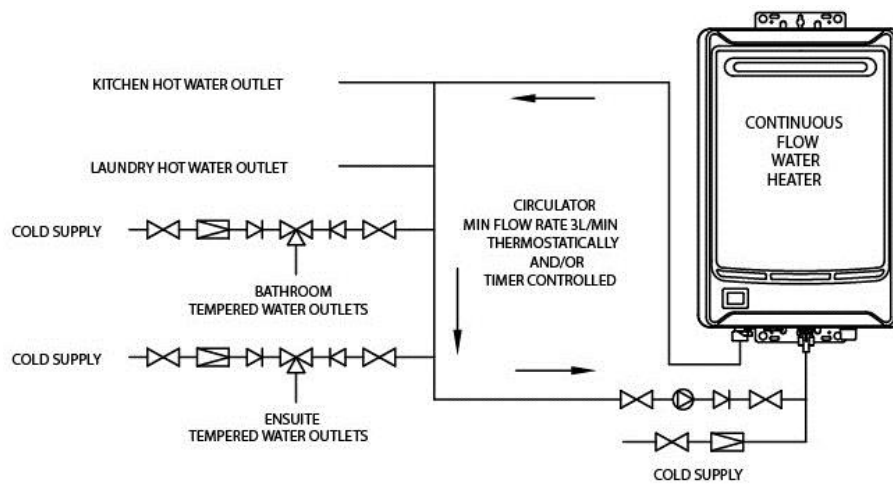 KITCHEN HOT WATER OUTLET
LAUNDRY HOT WATER OUTLET
COLD SUPPLY
BATHROOM
TEMPERED WATER OUTLETS
COLD SUPPLY
ENSUITE
TEMPERED WATER OUTLETS
CIRCULATOR
MIN FLOW RATE 3L/MIN
THERMOSTATICALLY
AND/OR
TIMER CONTROLLED
CONTINUOUS
FLOW
WATER
HEATER
COLD SUPPLY